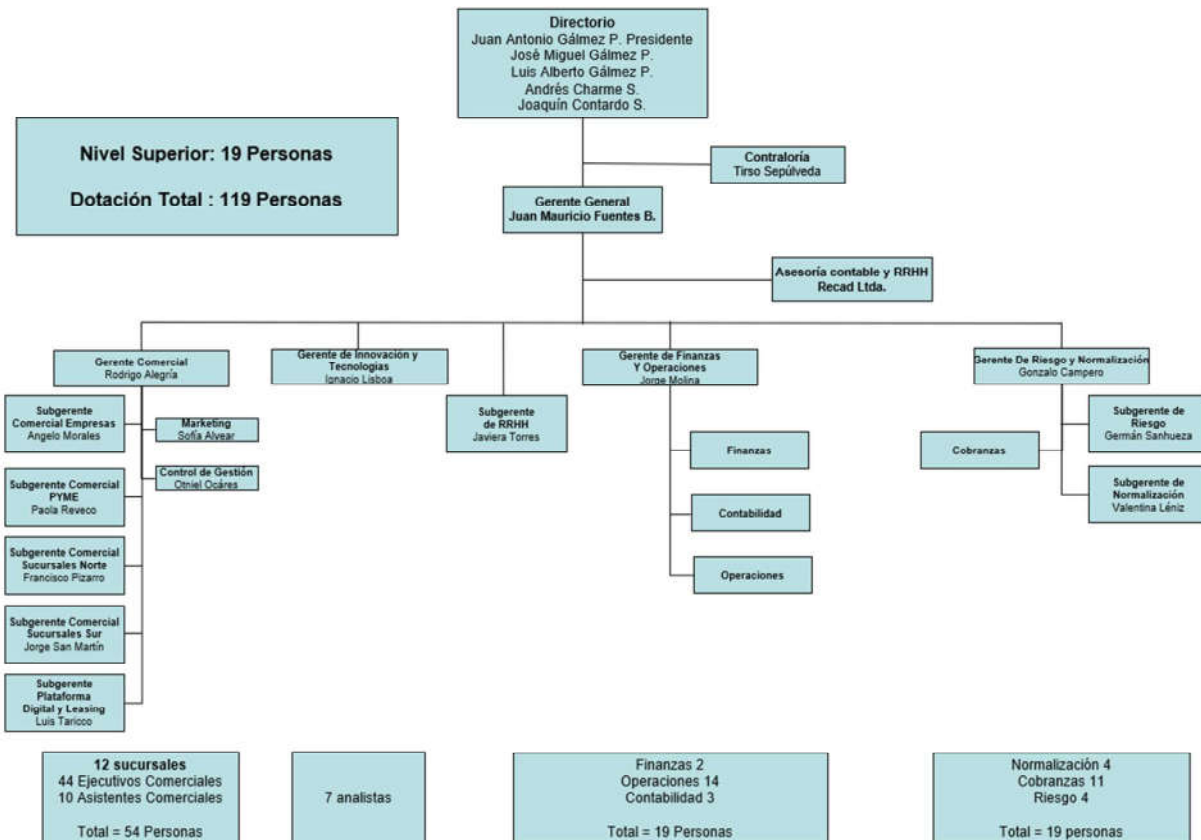 Directorio
Juan Antonio Gálmez P. Presidente
José Miguel Gálmez P.
Luis Alberto Gálmez P.
Andrés Charme S.
Joaquín Contardo S.
Nivel Superior: 19 Personas
Dotación Total : 119 Personas
Contraloría
Tirso Sepúlveda
Gerente General
Juan Mauricio Fuentes B.
Asesoría contable y RRHH
Recad Ltda.
Gerente Comercial
Rodrigo Alegría
Gerente de Innovación y
Tecnologías
Ignacio Lisboa
Gerente de Finanzas
Y Operaciones
Jorge Molina
Gerente De Riesgo y Normalización
Gonzalo Campero
Subgerente
Comercial Empresas
Angelo Morales
Marketing
Sofía Alvear
Control de Gestión
Otniel Ocáres
Subgerente Comercial
PYME
Paola Reveco
Subgerente Comercial
Sucursales Norte
Francisco Pizarro
Subgerente Comercial
Sucursales Sur
Jorge San Martín
Subgerente
Plataforma
Digital y Leasing
Luis Taricco
Subgerente
de RRHH
Javiera Torres
Finanzas
Contabilidad
Operaciones
Cobranzas
Subgerente de
Riesgo
Germán Sanhueza
Subgerente de
Normalización
Valentina Léniz
12 sucursales
44 Ejecutivos Comerciales
10 Asistentes Comerciales
Total = 54 Personas
7 analistas
Finanzas 2
Operaciones 14
Contabilidad 3
Total = 19 Personas
Normalización 4
Cobranzas 11
Riesgo 4
Total = 19 personas